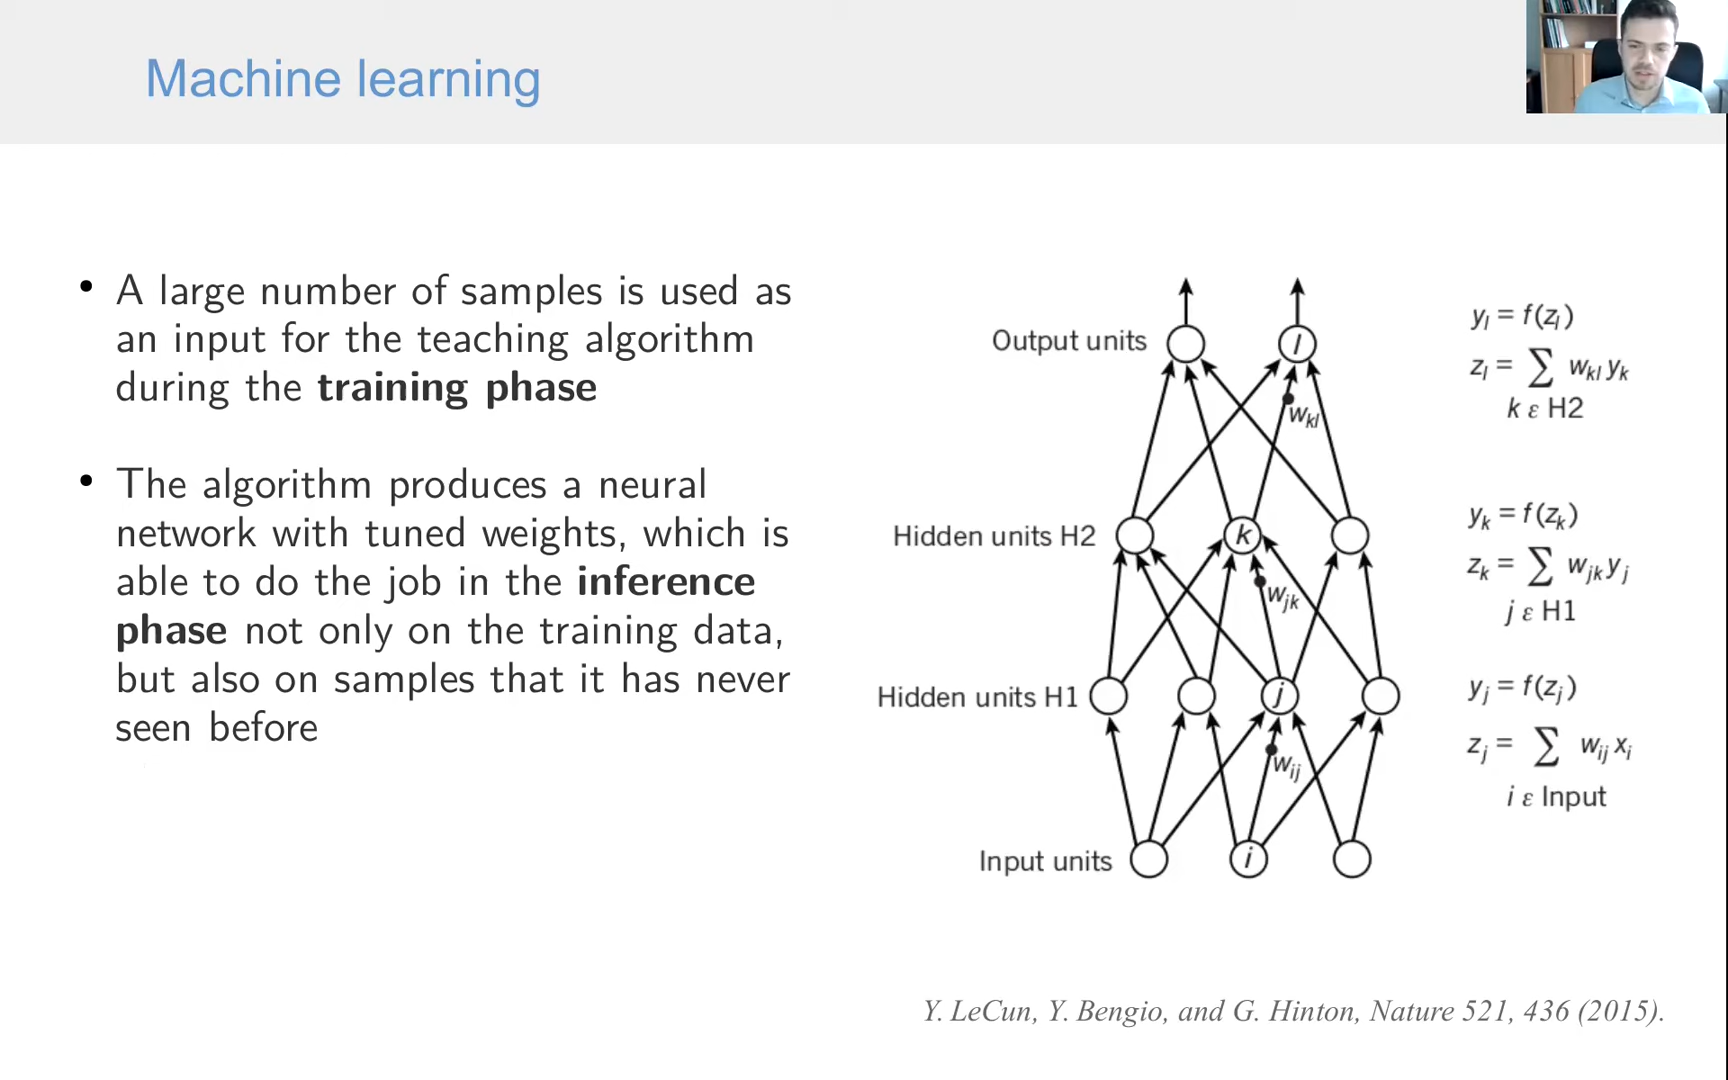 Machine learning
• A large number of samples is used as
an input for the teaching algorithm
during the training phase
• The algorithm produces a neural
network with tuned weights, which is
able to do the job in the inference
phase not only on the training data,
but also on samples that it has never
seen before
Output units
l
w_kl
y_l = f(z_l)
z_l = ∑ w_kl y_k
k ε H2
Hidden units H2
k
w_jk
y_k = f(z_k)
z_k = ∑ w_jk y_j
j ε H1
Hidden units H1
j
w_ij
y_j = f(z_j)
z_j = ∑ w_ij x_i
i ε Input
Input units
i
Y. LeCun, Y. Bengio, and G. Hinton, Nature 521, 436 (2015).